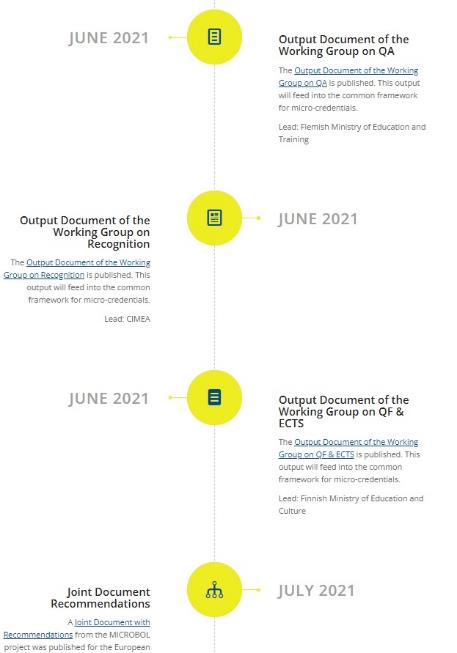 JUNE 2021
Output Document of the
Working Group on QA
The Output Document of the Working
Group on QA is published. This output
will feed into the common framework
for micro-credentials.
Lead: Flemish Ministry of Education and
Training
JUNE 2021
Output Document of the
Working Group on
Recognition
The Output Document of the Working
Group on Recognition is published. This
output will feed into the common
framework for micro-credentials.
Lead: CIMEA
JUNE 2021
Output Document of the
Working Group on QF &
ECTS
The Output Document of the Working
Group on QF & ECTS is published. This
output will feed into the common
framework for micro-credentials.
Lead: Finnish Ministry of Education and
Culture
JULY 2021
Joint Document
Recommendations
A Joint Document with
Recommendations from the MICROBOL
project was published for the European